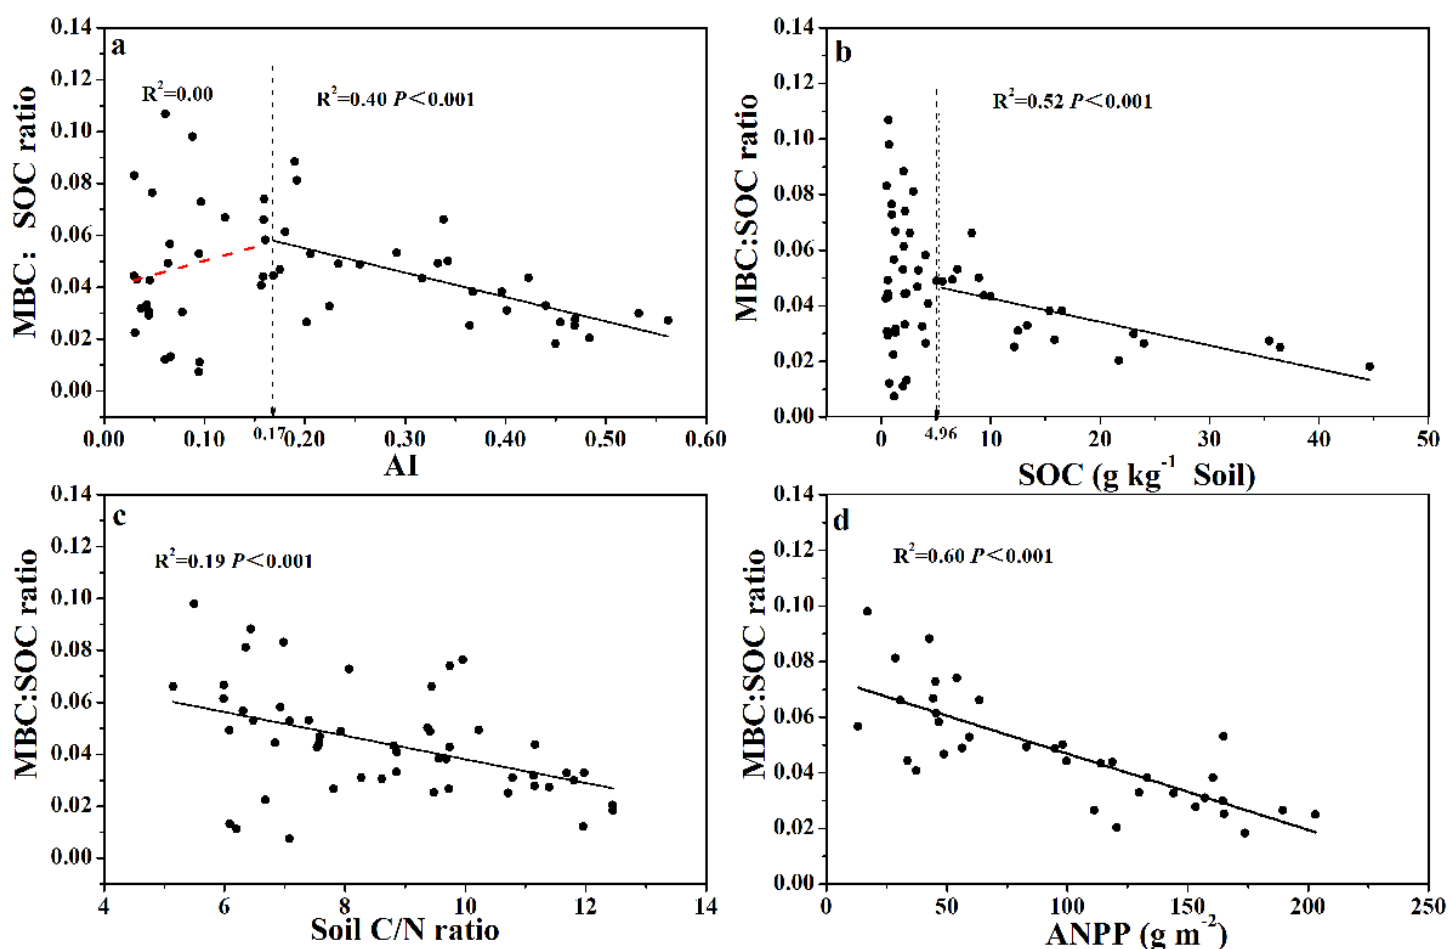 a
R²=0.00
R²=0.40 P<0.001
MBC: SOC ratio
0.14
0.12
0.10
0.08
0.06
0.04
0.02
0.00
0.00 0.10 0.17 0.20 0.30 0.40 0.50 0.60
AI
b
R²=0.52 P<0.001
MBC:SOC ratio
0.14
0.12
0.10
0.08
0.06
0.04
0.02
0.00
0 4.96 10 20 30 40 50
SOC (g kg⁻¹ Soil)
c
R²=0.19 P<0.001
MBC:SOC ratio
0.14
0.12
0.10
0.08
0.06
0.04
0.02
0.00
4 6 8 10 12 14
Soil C/N ratio
d
R²=0.60 P<0.001
MBC:SOC ratio
0.14
0.12
0.10
0.08
0.06
0.04
0.02
0.00
0 50 100 150 200 250
ANPP (g m⁻²)